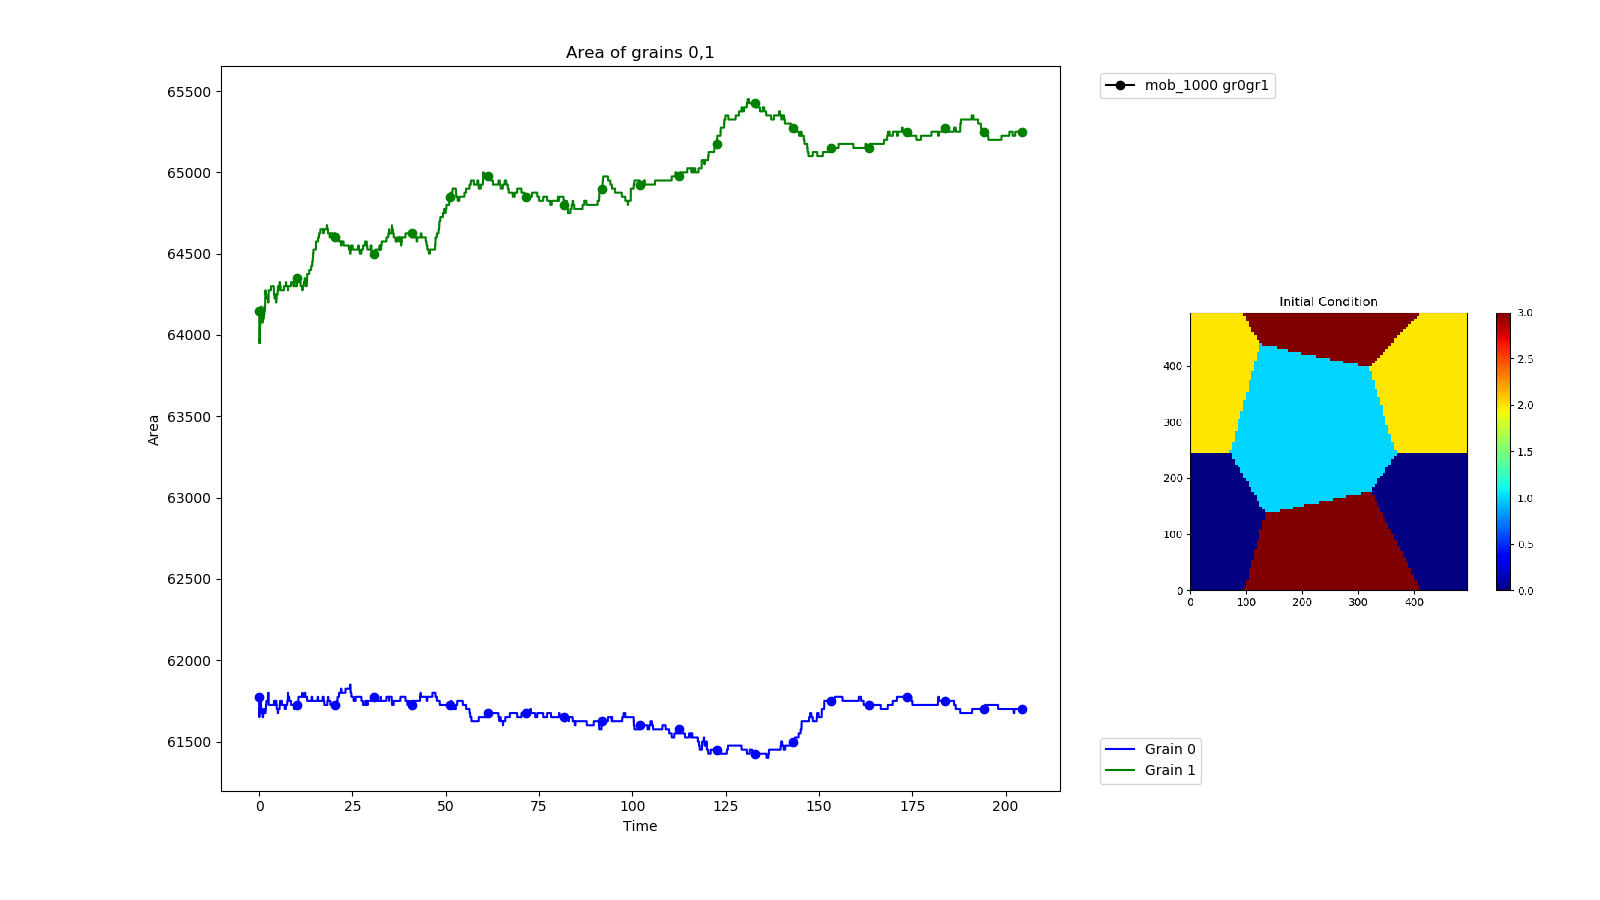 Area of grains 0,1
65500
65000
64500
64000
63500
63000
62500
62000
61500
Area
0 25 50 75 100 125 150 175 200
Time
mob_1000 gr0gr1
Initial Condition
400
300
200
100
0
0 100 200 300 400
3.0
2.5
2.0
1.5
1.0
0.5
0.0
Grain 0
Grain 1